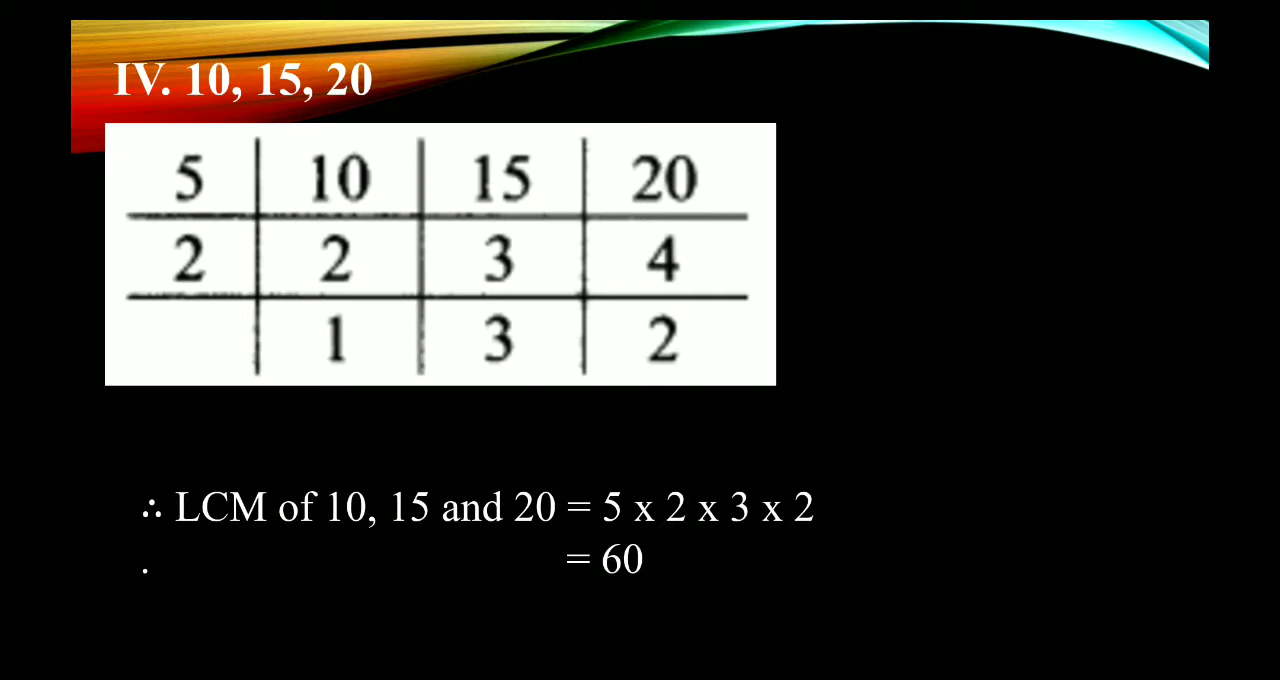 IV. 10, 15, 20
5 10 15 20
2 2 3 4
1 3 2
∴ LCM of 10, 15 and 20 = 5 x 2 x 3 x 2
. = 60